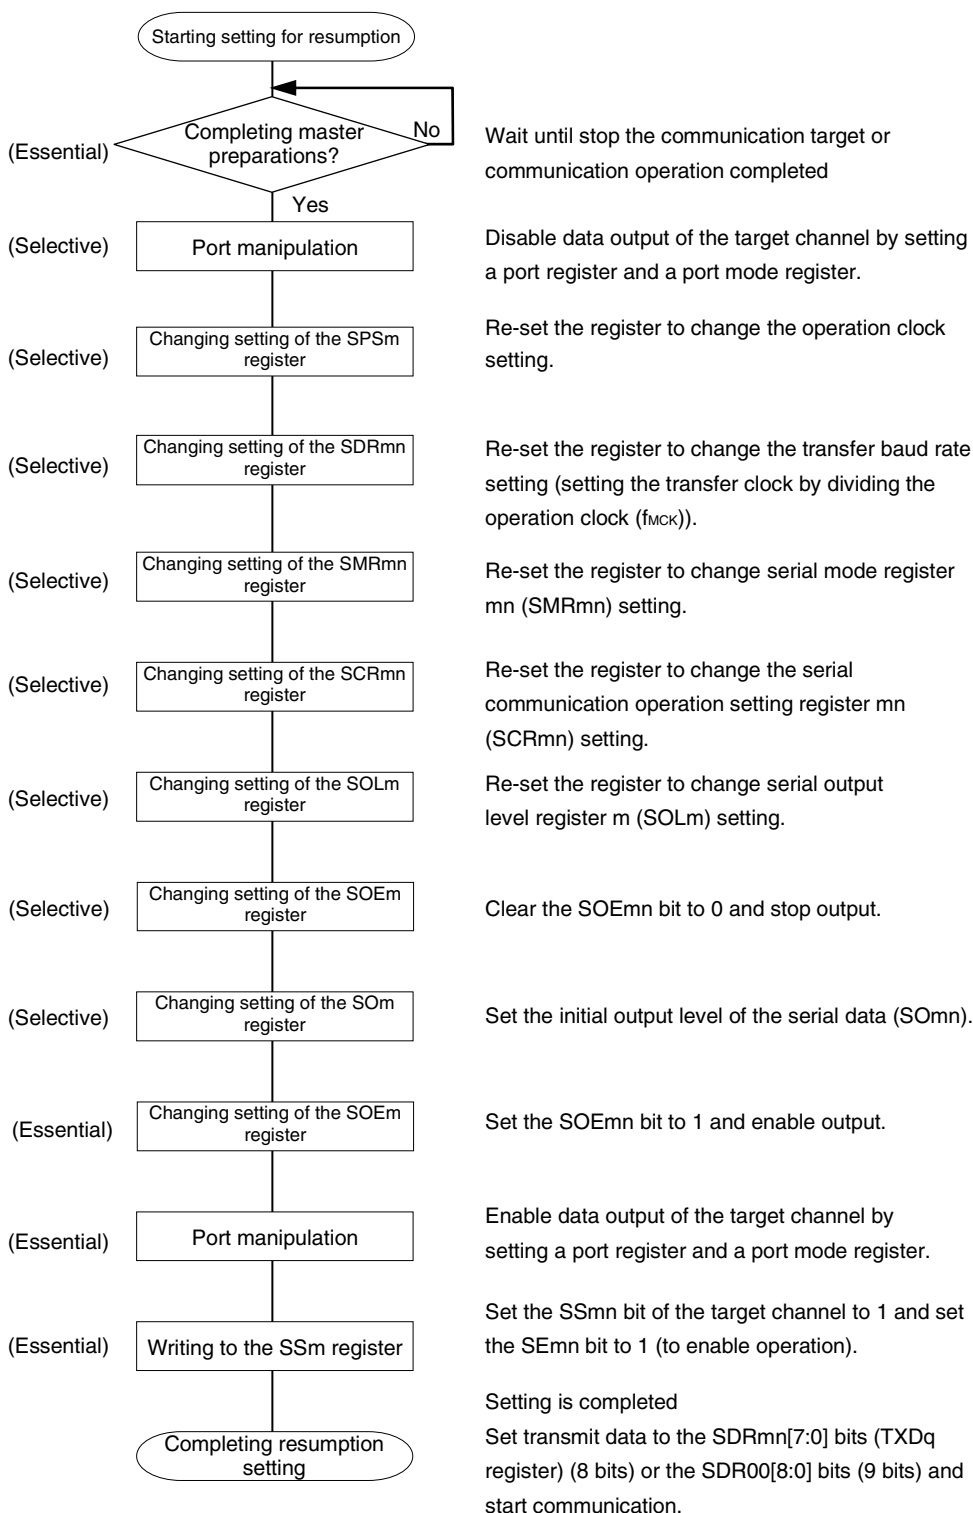 Starting setting for resumption
(Essential)
Completing master
preparations?
No
Yes
Wait until stop the communication target or
communication operation completed
(Selective)
Port manipulation
Disable data output of the target channel by setting
a port register and a port mode register.
(Selective)
Changing setting of the SPSm
register
Re-set the register to change the operation clock
setting.
(Selective)
Changing setting of the SDRmn
register
Re-set the register to change the transfer baud rate
setting (setting the transfer clock by dividing the
operation clock (fMCK)).
(Selective)
Changing setting of the SMRmn
register
Re-set the register to change serial mode register
mn (SMRmn) setting.
(Selective)
Changing setting of the SCRmn
register
Re-set the register to change the serial
communication operation setting register mn
(SCRmn) setting.
(Selective)
Changing setting of the SOLm
register
Re-set the register to change serial output
level register m (SOLm) setting.
(Selective)
Changing setting of the SOEm
register
Clear the SOEmn bit to 0 and stop output.
(Selective)
Changing setting of the SOm
register
Set the initial output level of the serial data (SOmn).
(Essential)
Changing setting of the SOEm
register
Set the SOEmn bit to 1 and enable output.
(Essential)
Port manipulation
Enable data output of the target channel by
setting a port register and a port mode register.
(Essential)
Writing to the SSm register
Set the SSmn bit of the target channel to 1 and set
the SEmn bit to 1 (to enable operation).
Completing resumption
setting
Setting is completed
Set transmit data to the SDRmn[7:0] bits (TXDq
register) (8 bits) or the SDR00[8:0] bits (9 bits) and
start communication.